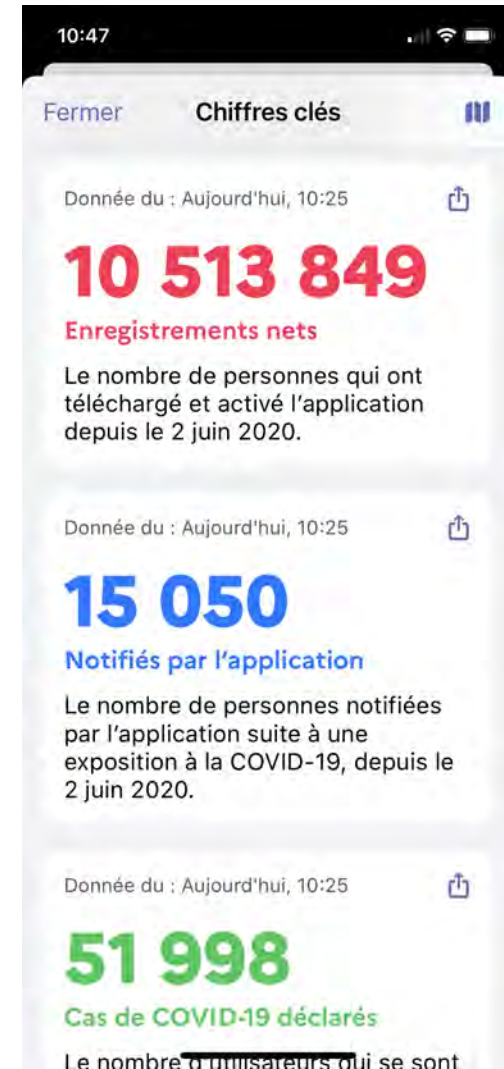 10:47
Fermer Chiffres clés
Donnée du : Aujourd'hui, 10:25
10 513 849
Enregistrements nets
Le nombre de personnes qui ont
téléchargé et activé l'application
depuis le 2 juin 2020.
Donnée du : Aujourd'hui, 10:25
15 050
Notifiés par l'application
Le nombre de personnes notifiées
par l'application suite à une
exposition à la COVID-19, depuis le
2 juin 2020.
Donnée du : Aujourd'hui, 10:25
51 998
Cas de COVID-19 déclarés
Le nombre d'utilisateurs qui se sont